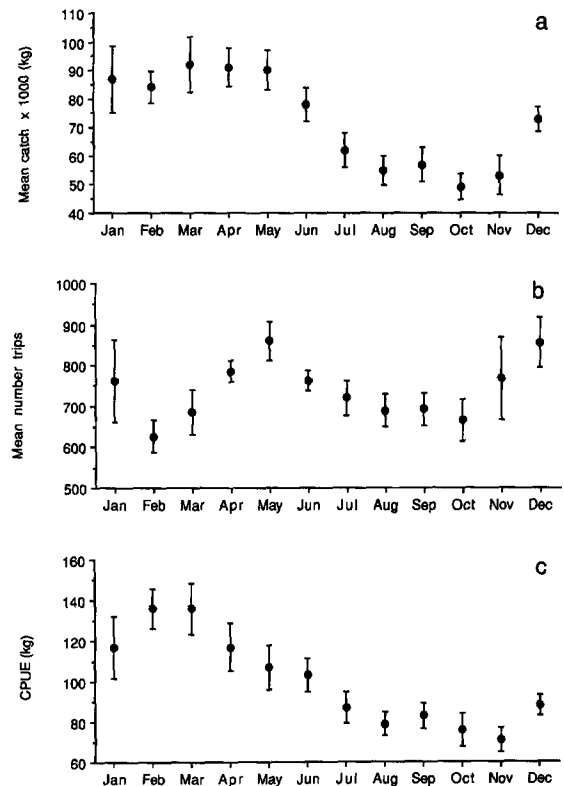 a
Mean catch x 1000 (kg)
110
100
90
80
70
60
50
40
Jan Feb Mar Apr May Jun Jul Aug Sep Oct Nov Dec
b
Mean number trips
1000
900
800
700
600
500
Jan Feb Mar Apr May Jun Jul Aug Sep Oct Nov Dec
c
CPUE (kg)
160
140
120
100
80
60
Jan Feb Mar Apr May Jun Jul Aug Sep Oct Nov Dec